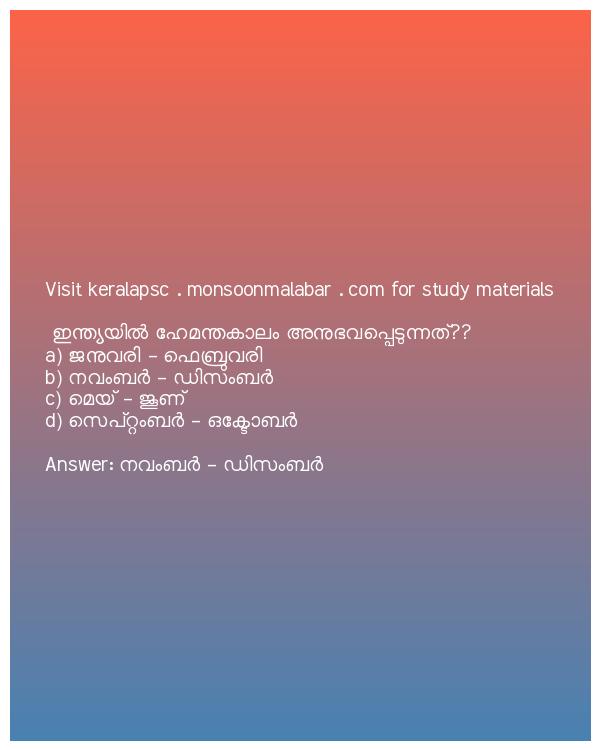 Visit keralapsc . monsoonmalabar . com for study materials
ഇന്ത്യയിൽ ഹേമന്തകാലം അനുഭവപ്പെടുന്നത്??
a) ജനുവരി - ഫെബ്രുവരി
b) നവംബർ - ഡിസംബർ
c) മെയ് - ജൂണ്
d) സെപ്റ്റംബർ - ഒക്ടോബർ
Answer: നവംബർ - ഡിസംബർ